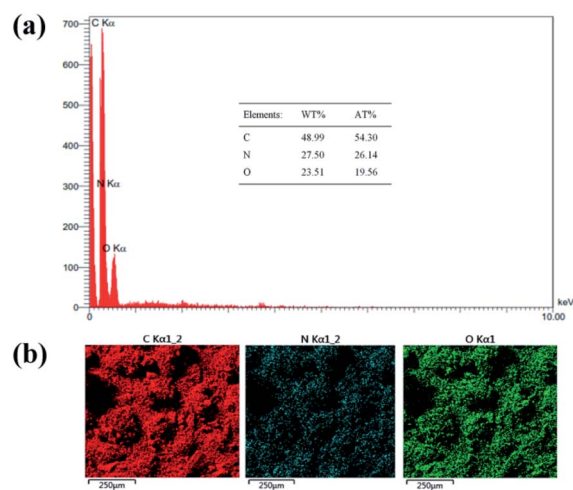 (a)
700
600
500
400
300
200
100
0
C Kα
N Kα
O Kα
Elements: WT% AT%
C 48.99 54.30
N 27.50 26.14
O 23.51 19.56
0 10.00
keV
(b)
C Kα1_2 N Kα1_2 O Kα1
250µm 250µm 250µm